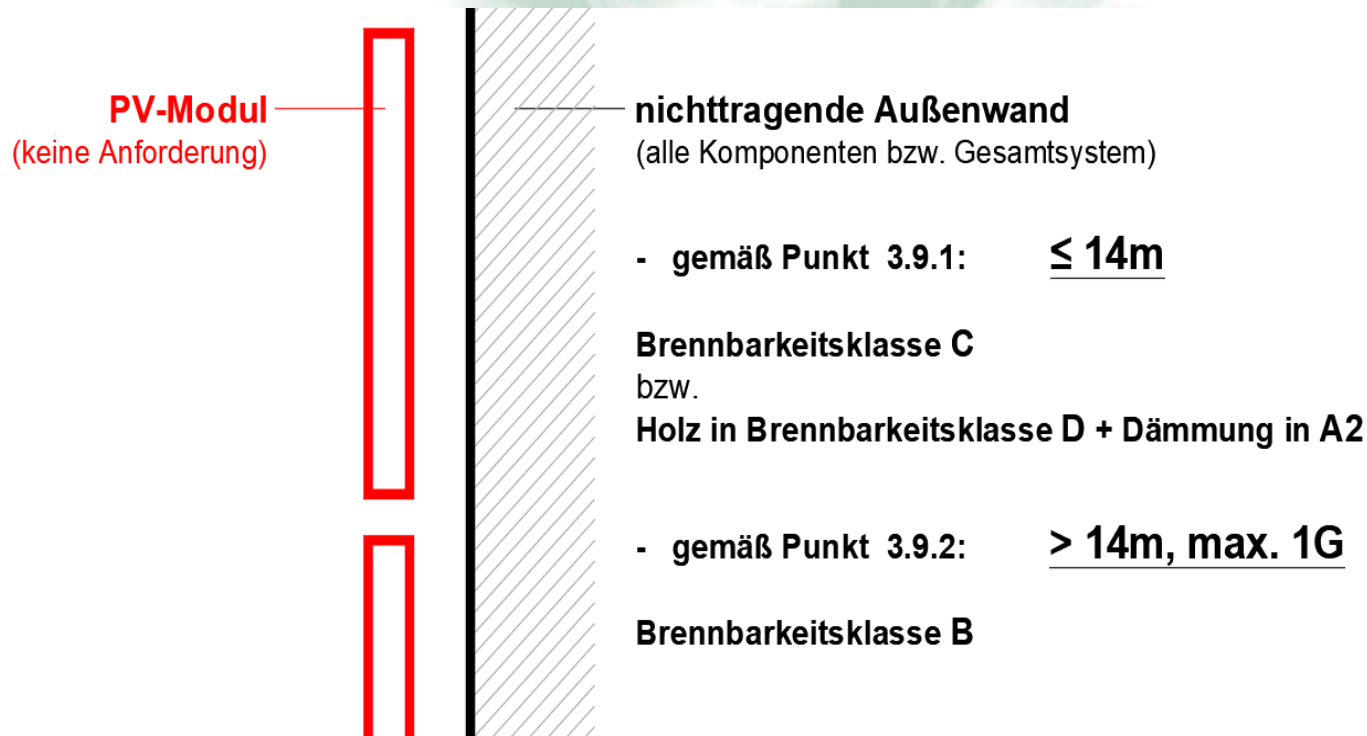 PV-Modul
(keine Anforderung)
nichttragende Außenwand
(alle Komponenten bzw. Gesamtsystem)
- gemäß Punkt 3.9.1: ≤ 14m
Brennbarkeitsklasse C
bzw.
Holz in Brennbarkeitsklasse D + Dämmung in A2
- gemäß Punkt 3.9.2: > 14m, max. 1G
Brennbarkeitsklasse B